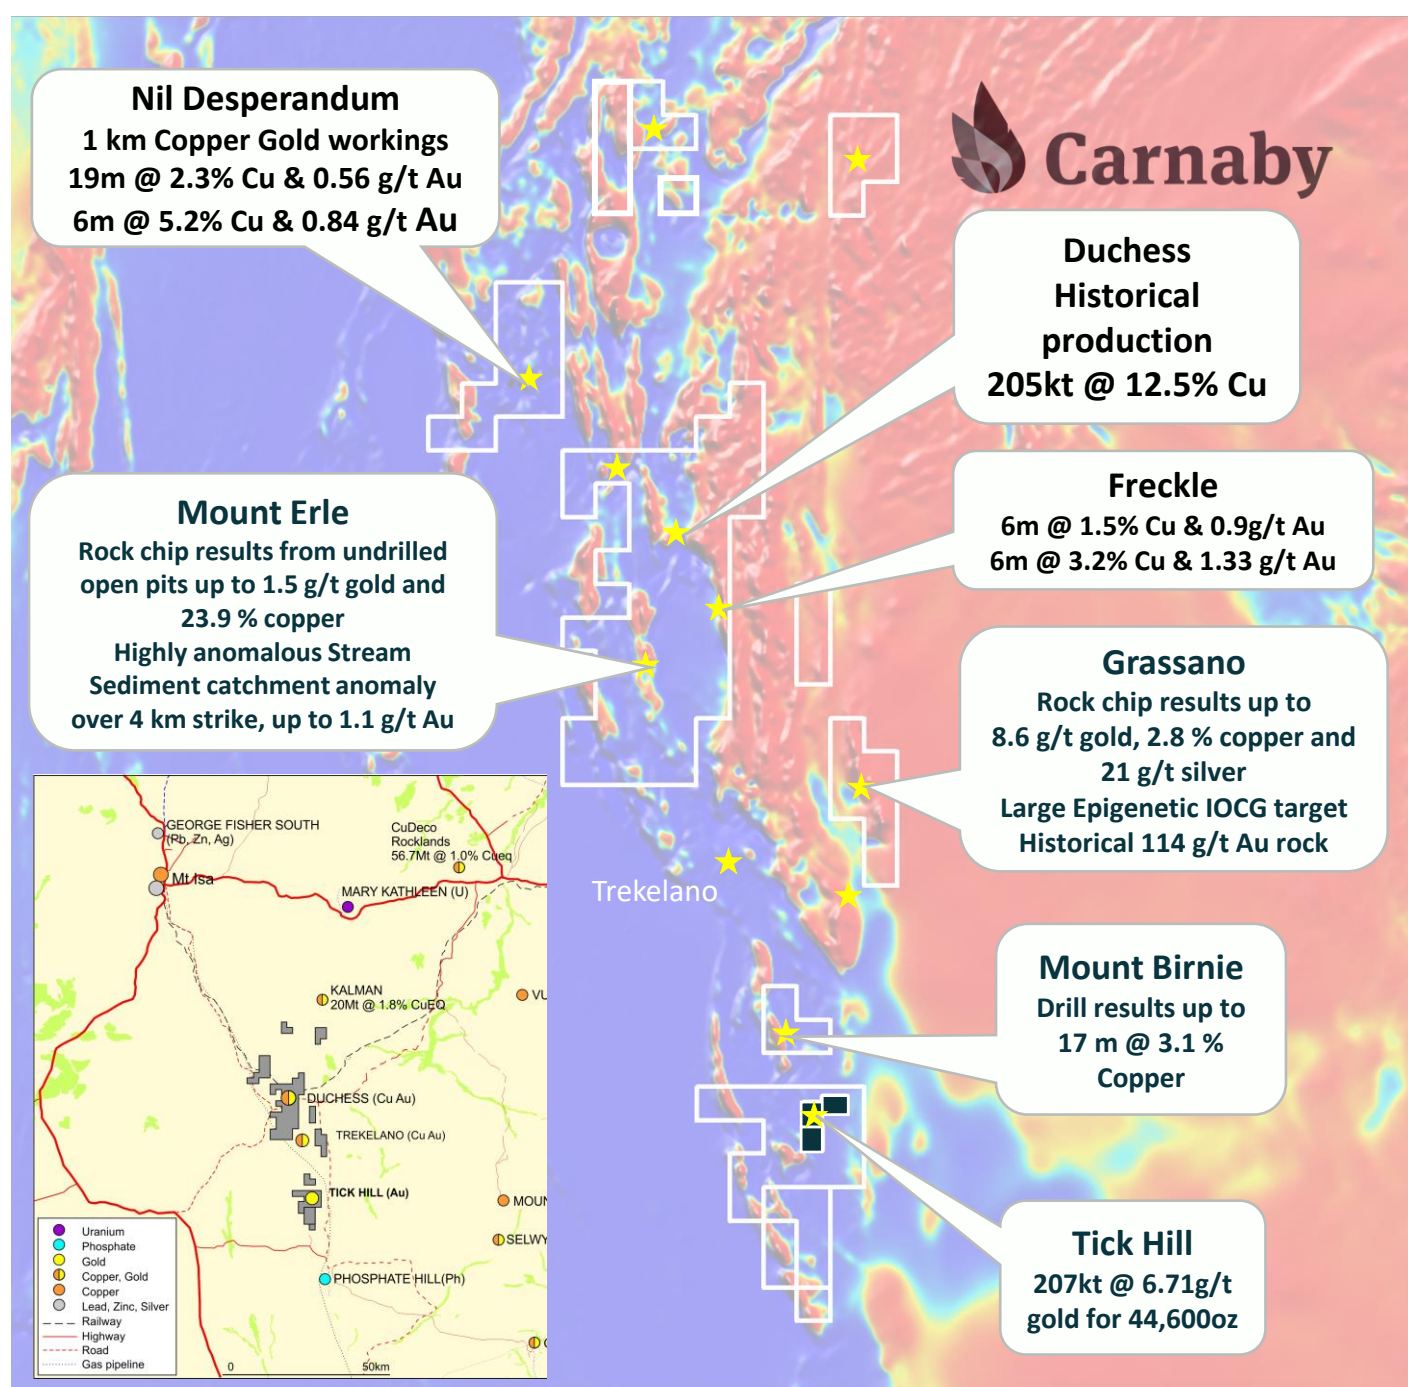 Nil Desperandum
1 km Copper Gold workings
19m @ 2.3% Cu & 0.56 g/t Au
6m @ 5.2% Cu & 0.84 g/t Au
Carnaby
Duchess
Historical
production
205kt @ 12.5% Cu
Freckle
6m @ 1.5% Cu & 0.9g/t Au
6m @ 3.2% Cu & 1.33 g/t Au
Mount Erle
Rock chip results from undrilled
open pits up to 1.5 g/t gold and
23.9 % copper
Highly anomalous Stream
Sediment catchment anomaly
over 4 km strike, up to 1.1 g/t Au
Grassano
Rock chip results up to
8.6 g/t gold, 2.8 % copper and
21 g/t silver
Large Epigenetic IOCG target
Historical 114 g/t Au rock
Trekelano
Mount Birnie
Drill results up to
17 m @ 3.1 %
Copper
Tick Hill
207kt @ 6.71g/t
gold for 44,600oz
GEORGE FISHER SOUTH
(Pb, Zn, Ag)
CuDeco
Rocklands
56.7Mt @ 1.0% Cueq
Mt Isa
MARY KATHLEEN (U)
KALMAN
20Mt @ 1.8% CuEQ
VU
DUCHESS (Cu Au)
TREKELANO (Cu Au)
TICK HILL (Au)
MOUN
SELWY
PHOSPHATE HILL(Ph)
Uranium
Phosphate
Gold
Copper, Gold
Copper
Lead, Zinc, Silver
Railway
Highway
Road
Gas pipeline
0 50km